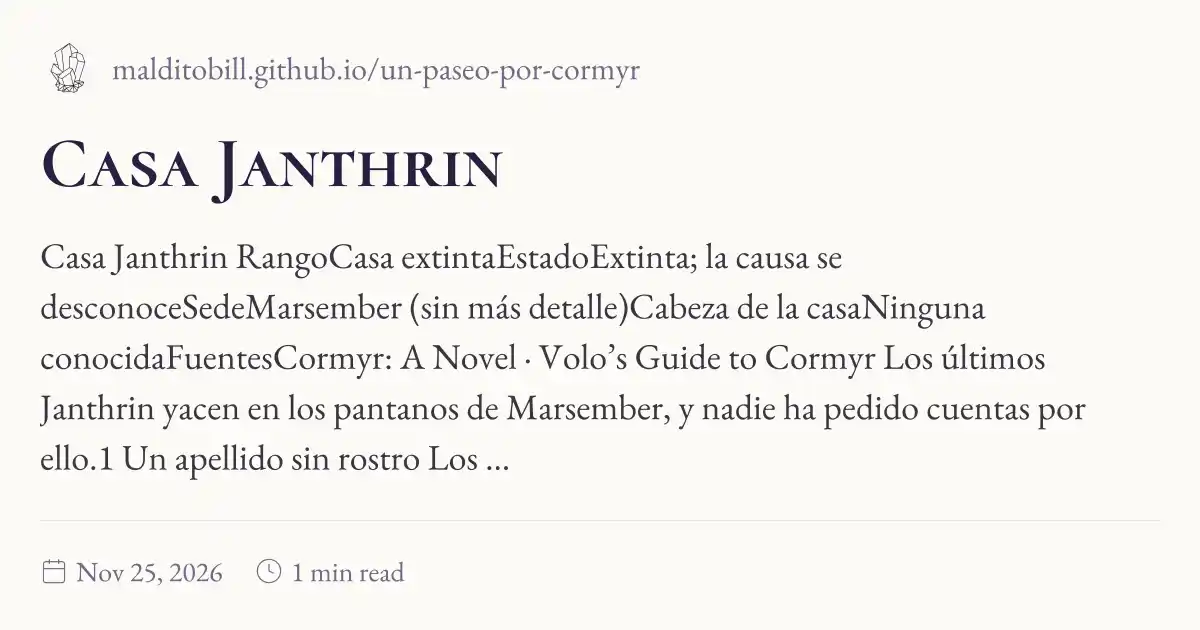 malditobill.github.io/un-paseo-por-cormyr
Casa Janthrin
Casa Janthrin RangoCasa extintaEstadoExtinta; la causa se
desconoceSedeMarsember (sin más detalle)Cabeza de la casaNinguna
conocidaFuentesCormyr: A Novel · Volo’s Guide to Cormyr Los últimos
Janthrin yacen en los pantanos de Marsember, y nadie ha pedido cuentas por
ello.1 Un apellido sin rostro Los ...
Nov 25, 2026 1 min read